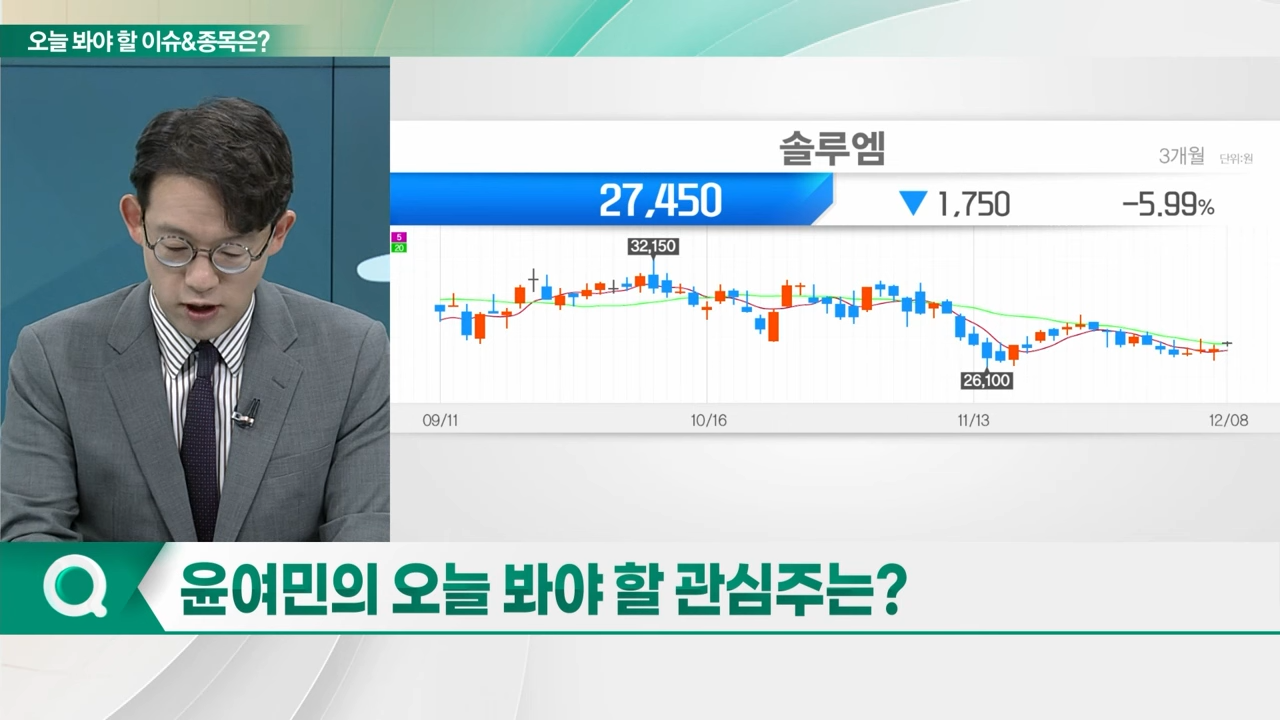 오늘 봐야 할 이슈&종목은?
솔루엠
3개월 단위:원
27,450 ▼ 1,750 -5.99%
5
20
32,150
26,100
09/11 10/16 11/13 12/08
윤여민의 오늘 봐야 할 관심주는?